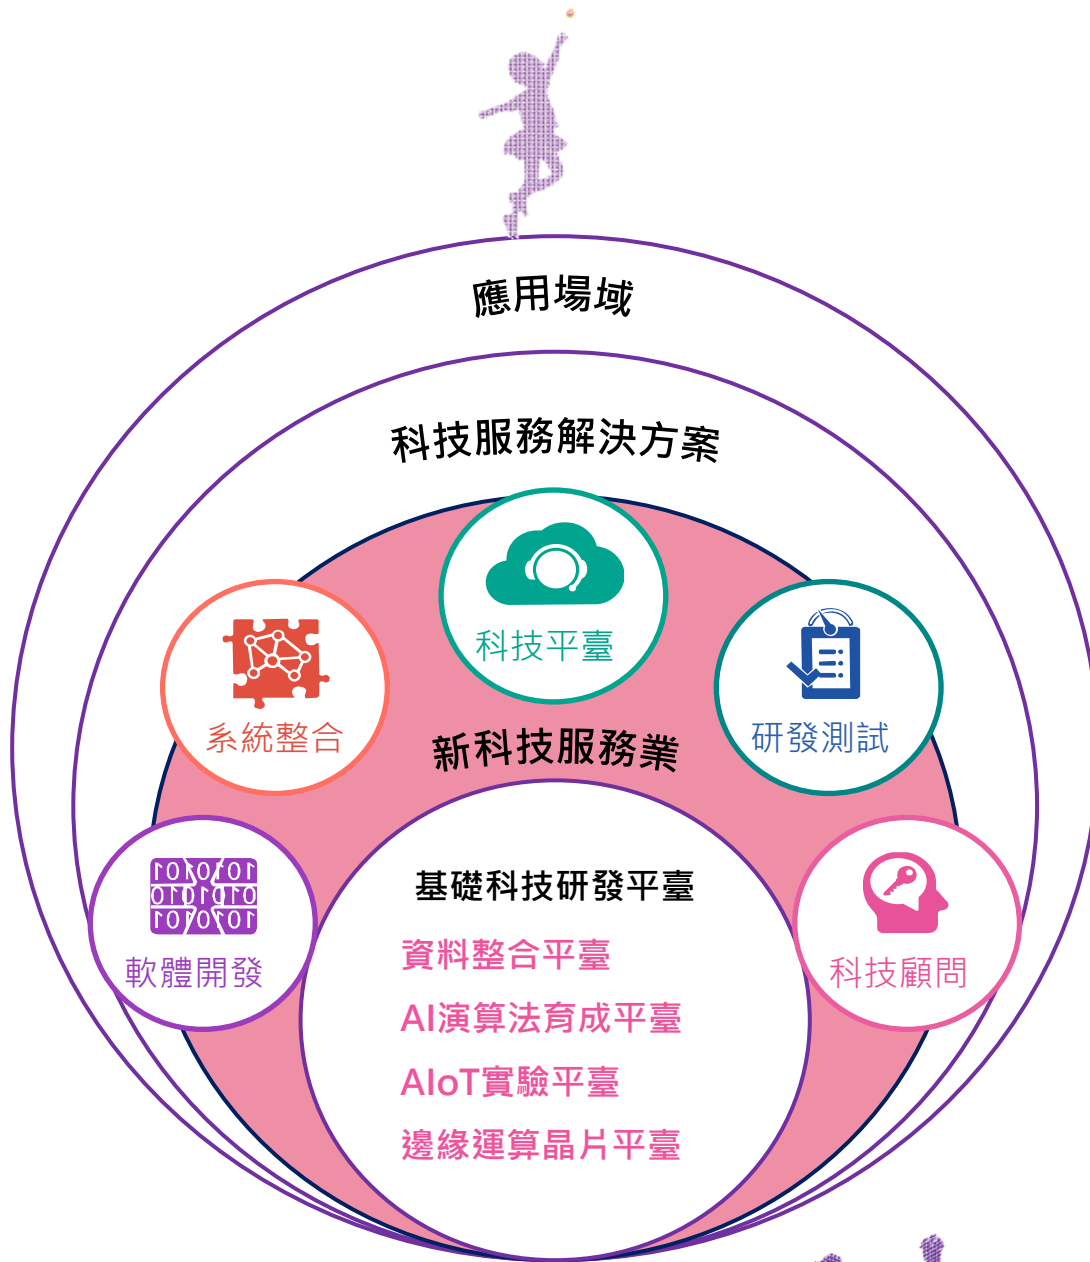 應用場域
科技服務解決方案
科技平臺
系統整合
研發測試
新科技服務業
軟體開發
科技顧問
基礎科技研發平臺
資料整合平臺
AI演算法育成平臺
AIoT實驗平臺
邊緣運算晶片平臺